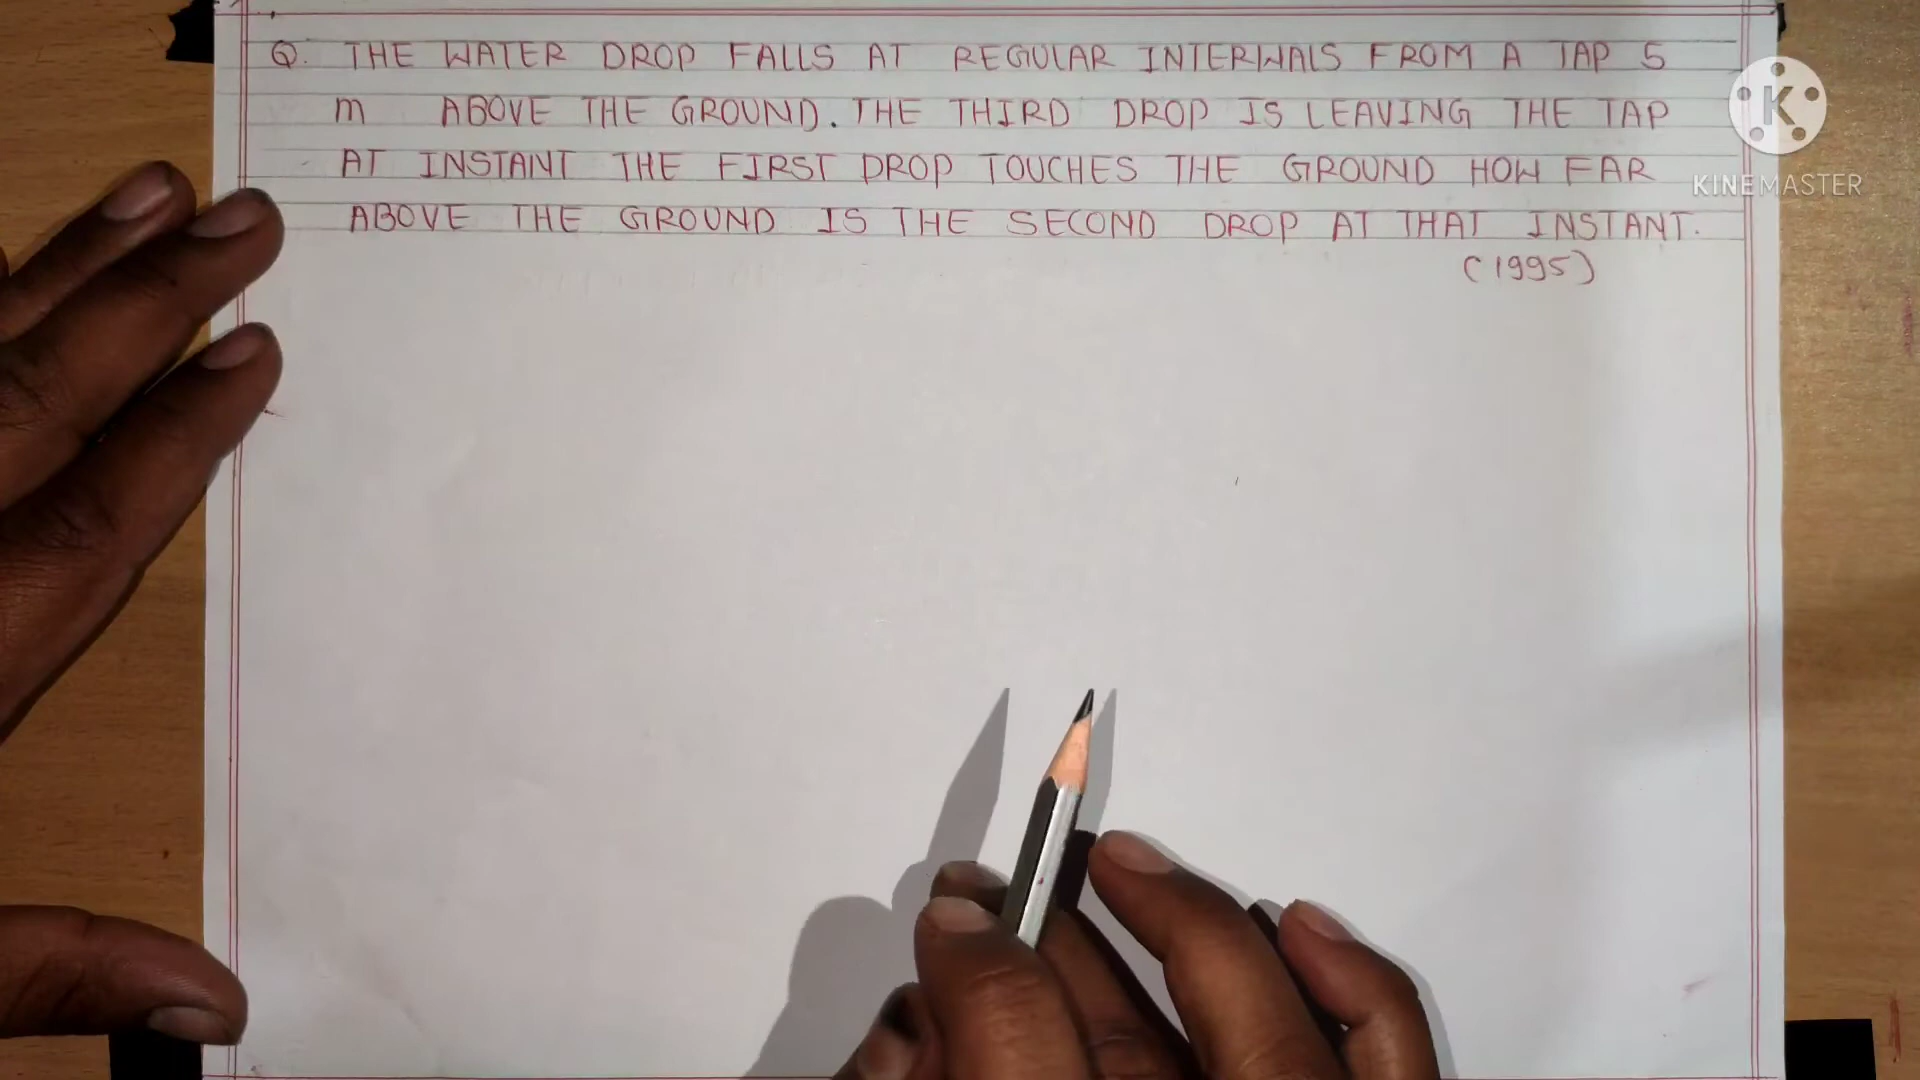 Q. THE WATER DROP FALLS AT REGULAR INTERWALS FROM A TAP 5
m ABOVE THE GROUND. THE THIRD DROP IS LEAVING THE TAP
AT INSTANT THE FIRST DROP TOUCHES THE GROUND HOW FAR
ABOVE THE GROUND IS THE SECOND DROP AT THAT INSTANT.
(1995)
K
KINEMASTER